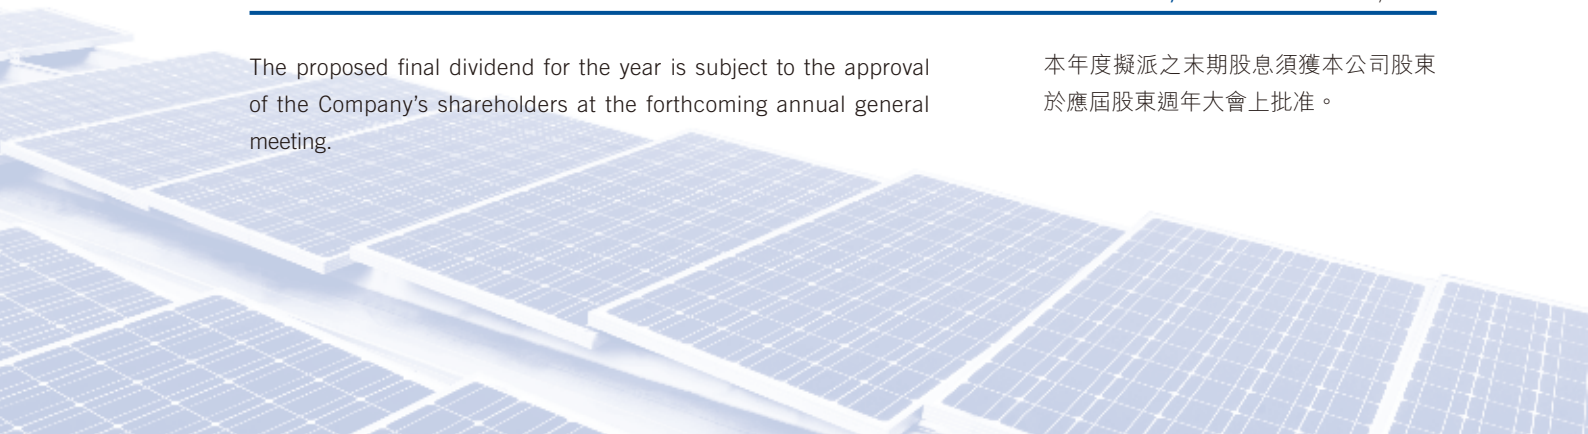 The proposed final dividend for the year is subject to the approval
of the Company’s shareholders at the forthcoming annual general
meeting.
本年度擬派之末期股息須獲本公司股東
於應屆股東週年大會上批准。